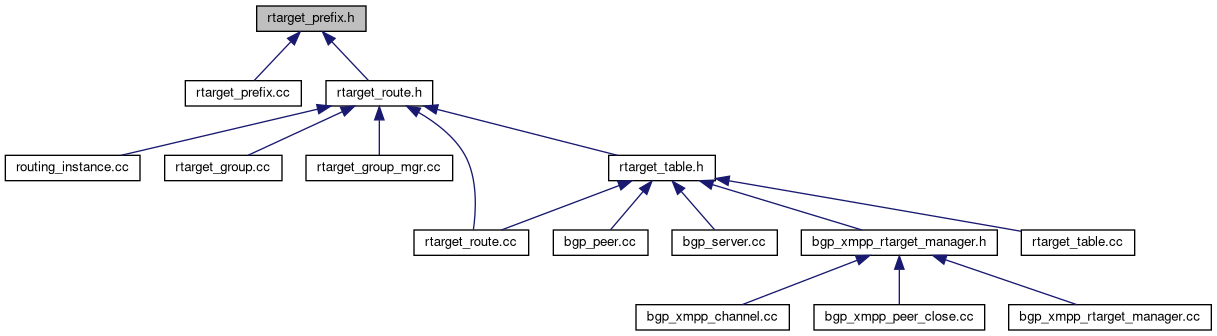 rtarget_prefix.h
rtarget_prefix.cc
rtarget_route.h
routing_instance.cc
rtarget_group.cc
rtarget_group_mgr.cc
rtarget_table.h
rtarget_route.cc
bgp_peer.cc
bgp_server.cc
bgp_xmpp_rtarget_manager.h
rtarget_table.cc
bgp_xmpp_channel.cc
bgp_xmpp_peer_close.cc
bgp_xmpp_rtarget_manager.cc